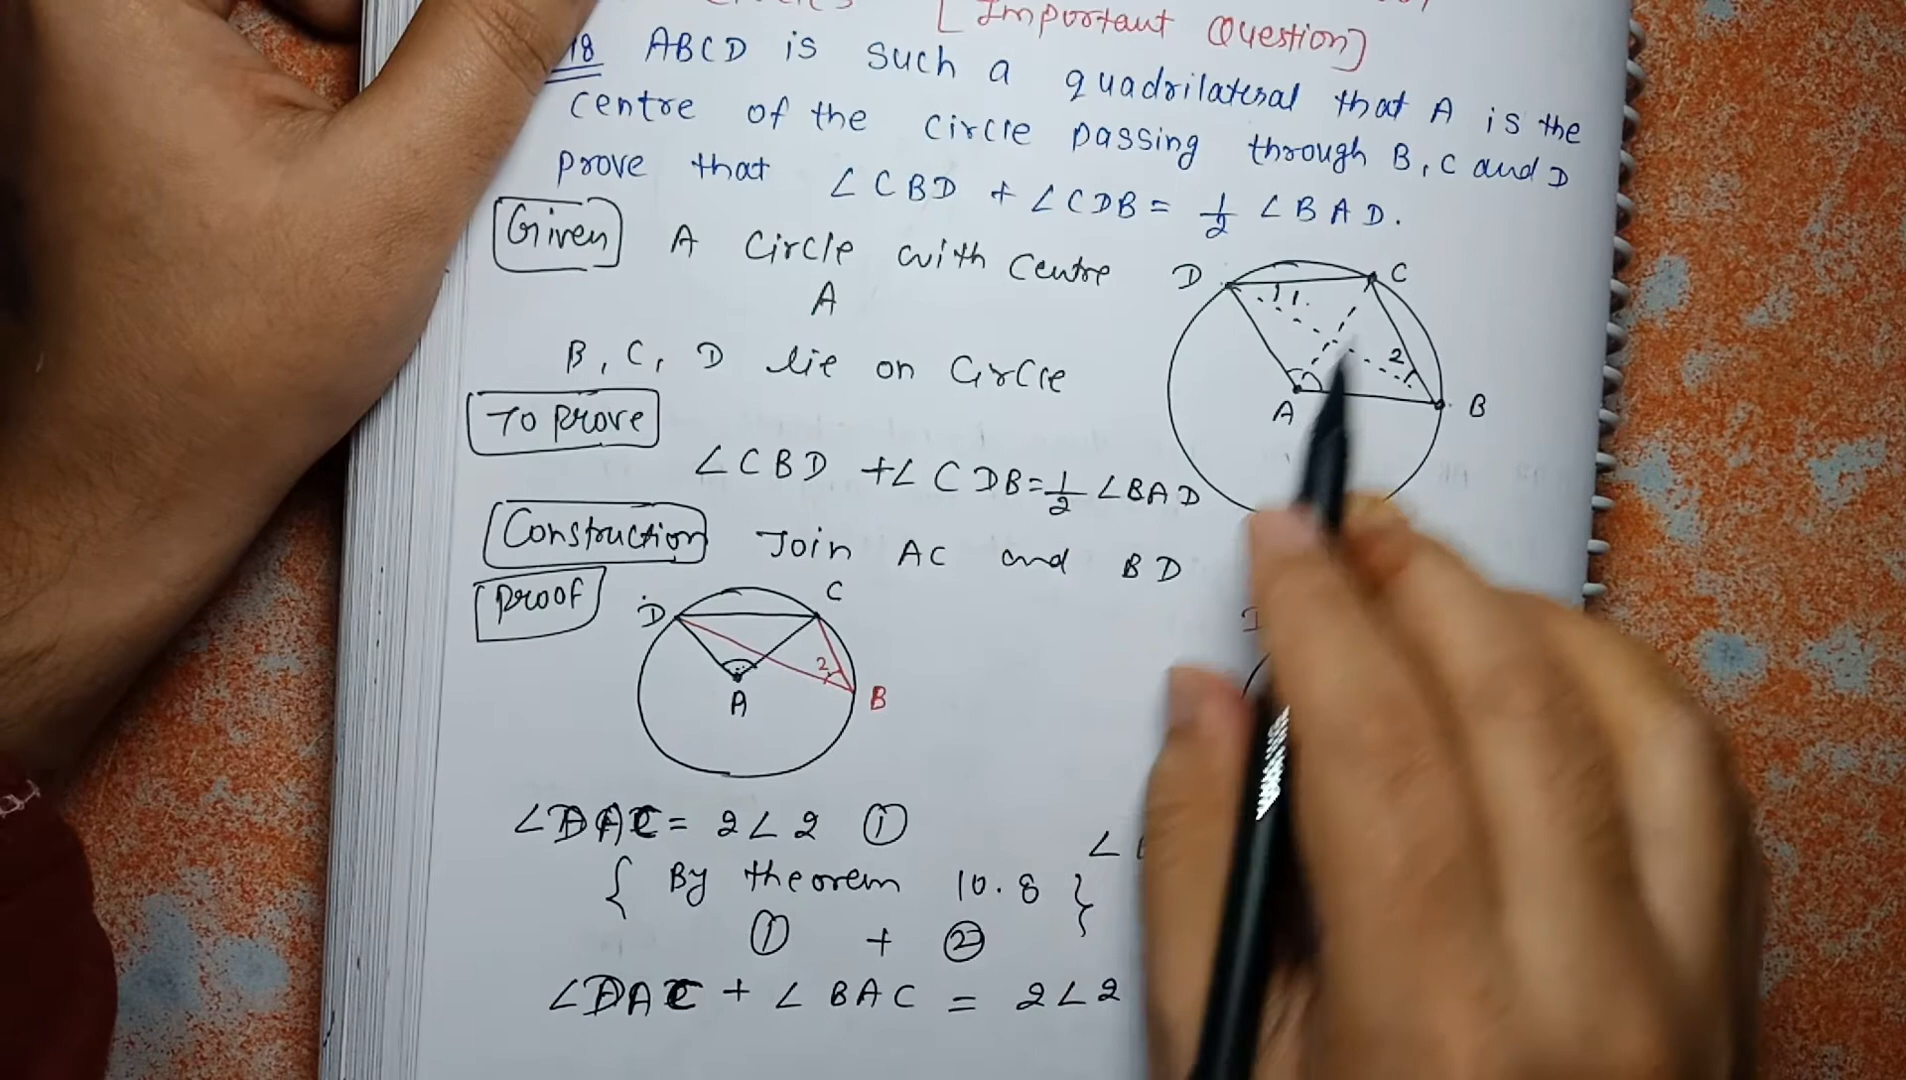 [Important Question]
18 ABCD is such a quadrilateral that A is the
centre of the circle passing through B, C and D
prove that ∠CBD + ∠CDB = 1/2 ∠BAD.
Given A Circle with Centre
A
B, C, D lie on Circle
D C
1
2
A B
To prove
∠CBD + ∠CDB = 1/2 ∠BAD
Construction Join AC and BD
Proof
D C
2
A B
∠DAC = 2∠2 ①
{ By theorem 10.8 }
① + ②
∠DAC + ∠BAC = 2∠2